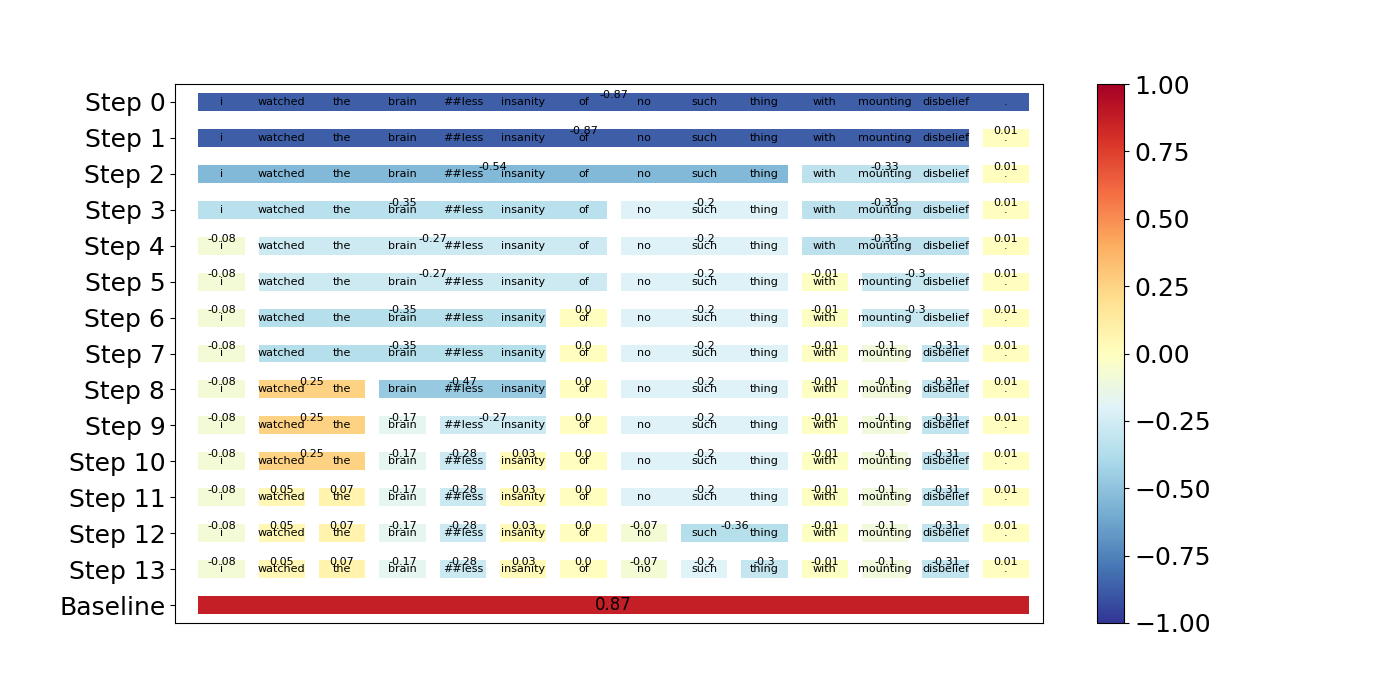 Step 0 i watched the brain ##less insanity of -0.87 no such thing with mounting disbelief .
Step 1 i watched the brain ##less insanity -0.87 of no such thing with mounting disbelief 0.01 .
Step 2 i watched the brain ##less -0.54 insanity of no such thing with -0.33 mounting disbelief 0.01 .
Step 3 i watched the -0.35 brain ##less insanity of no -0.2 such thing with -0.33 mounting disbelief 0.01 .
Step 4 -0.08 i watched the brain -0.27 ##less insanity of no -0.2 such thing with -0.33 mounting disbelief 0.01 .
Step 5 -0.08 i watched the brain -0.27 ##less insanity of no -0.2 such thing -0.01 with mounting -0.3 disbelief 0.01 .
Step 6 -0.08 i watched the -0.35 brain ##less insanity 0.0 of no -0.2 such thing -0.01 with mounting -0.3 disbelief 0.01 .
Step 7 -0.08 i watched the -0.35 brain ##less insanity 0.0 of no -0.2 such thing -0.01 with -0.1 mounting -0.31 disbelief 0.01 .
Step 8 -0.08 i watched 0.25 the brain -0.47 ##less insanity 0.0 of no -0.2 such thing -0.01 with -0.1 mounting -0.31 disbelief 0.01 .
Step 9 -0.08 i watched 0.25 the -0.17 brain ##less -0.27 insanity 0.0 of no -0.2 such thing -0.01 with -0.1 mounting -0.31 disbelief 0.01 .
Step 10 -0.08 i watched 0.25 the -0.17 brain -0.28 ##less 0.03 insanity 0.0 of no -0.2 such thing -0.01 with -0.1 mounting -0.31 disbelief 0.01 .
Step 11 -0.08 i 0.05 watched 0.07 the -0.17 brain -0.28 ##less 0.03 insanity 0.0 of no -0.2 such thing -0.01 with -0.1 mounting -0.31 disbelief 0.01 .
Step 12 -0.08 i 0.05 watched 0.07 the -0.17 brain -0.28 ##less 0.03 insanity 0.0 of -0.07 no such -0.36 thing -0.01 with -0.1 mounting -0.31 disbelief 0.01 .
Step 13 -0.08 i 0.05 watched 0.07 the -0.17 brain -0.28 ##less 0.03 insanity 0.0 of -0.07 no -0.2 such -0.3 thing -0.01 with -0.1 mounting -0.31 disbelief 0.01 .
Baseline 0.87
1.00
0.75
0.50
0.25
0.00
−0.25
−0.50
−0.75
−1.00